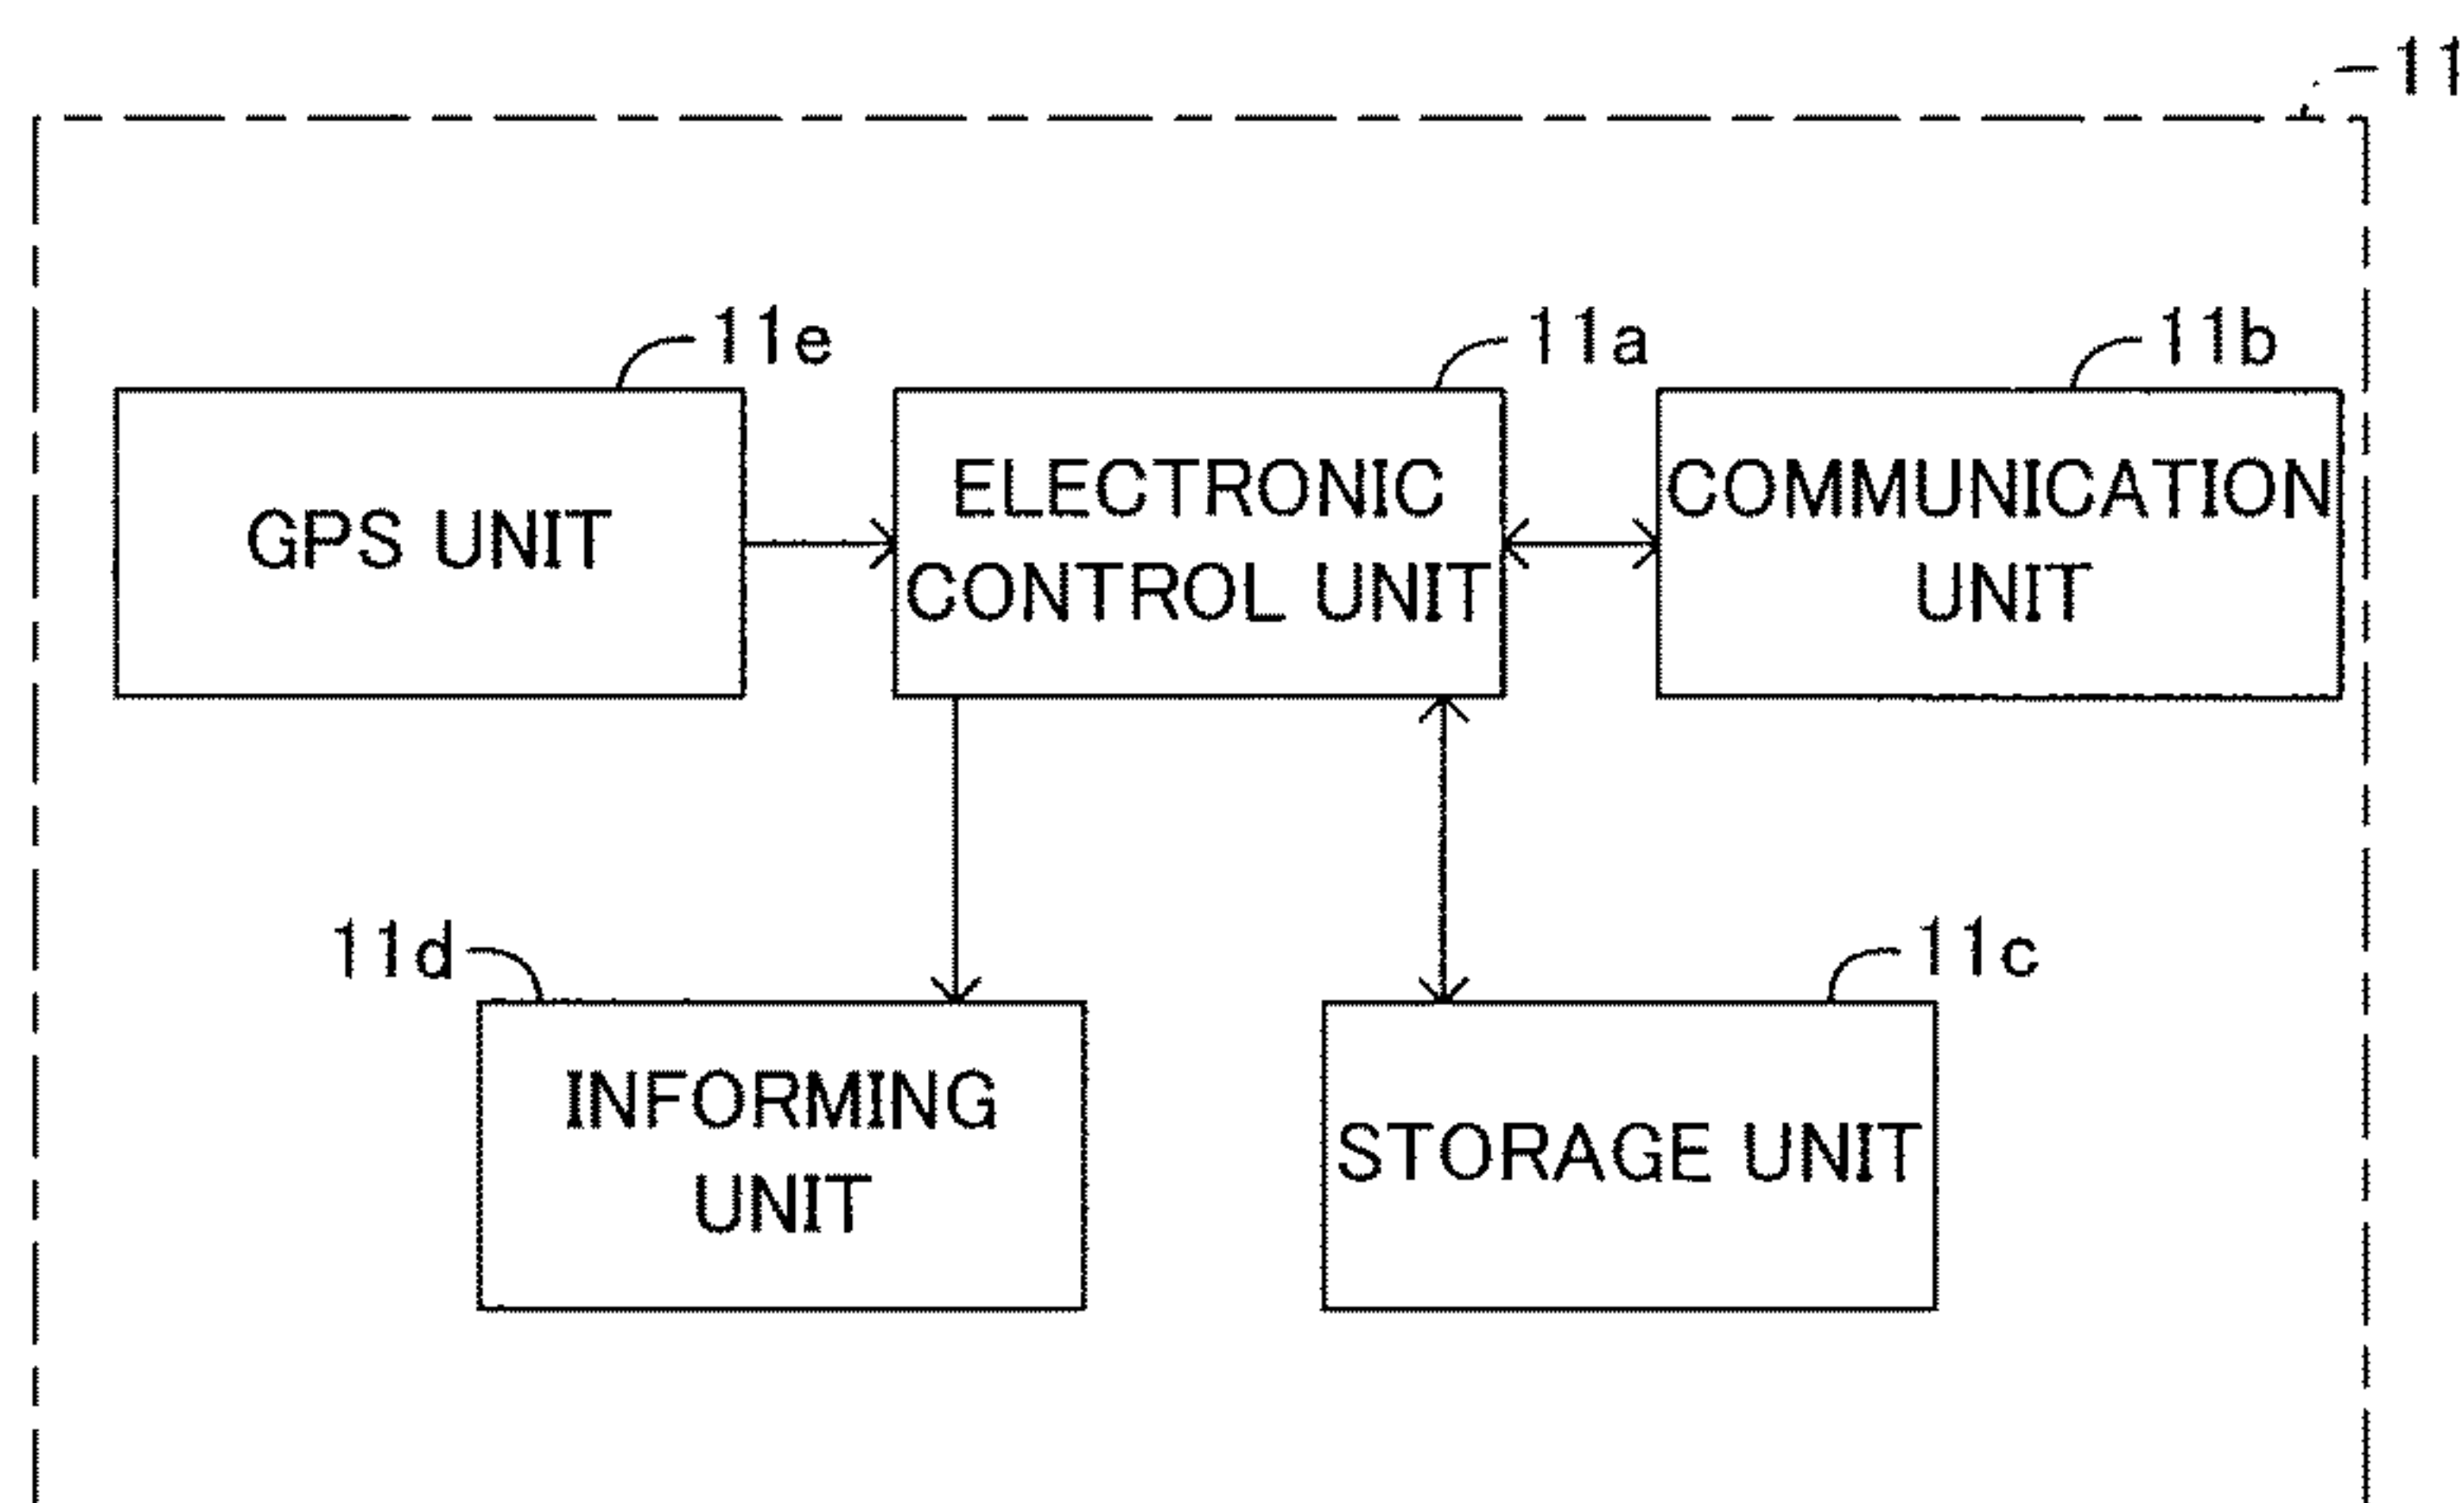 11
11e
11a
11b
GPS UNIT
ELECTRONIC
CONTROL UNIT
COMMUNICATION
UNIT
11d
11c
INFORMING
UNIT
STORAGE UNIT